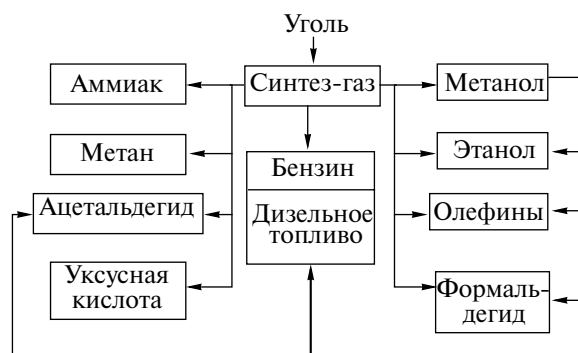 Уголь
Аммиак
Синтез-газ
Метанол
Метан
Бензин
Этанол
Ацетальдегид
Дизельное
топливо
Олефины
Уксусная
кислота
Формаль-
дегид